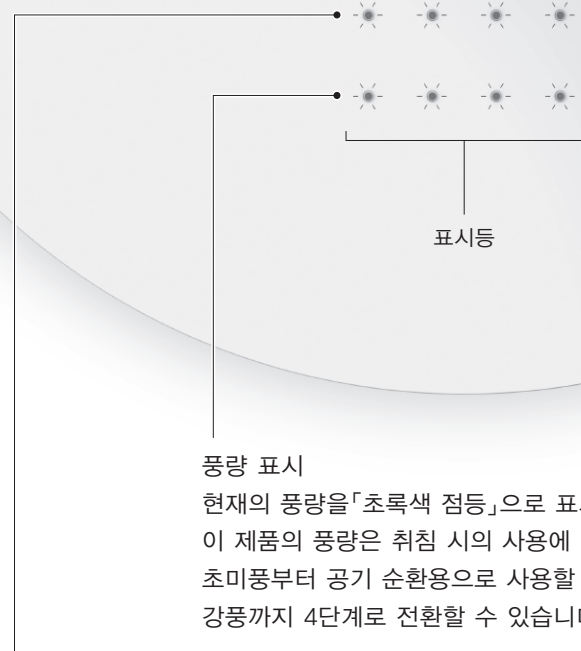 표시등
풍량 표시
현재의 풍량을「초록색 점등」으로
이 제품의 풍량은 취침 시의 사용에
초미풍부터 공기 순환용으로 사용할
강풍까지 4단계로 전환할 수